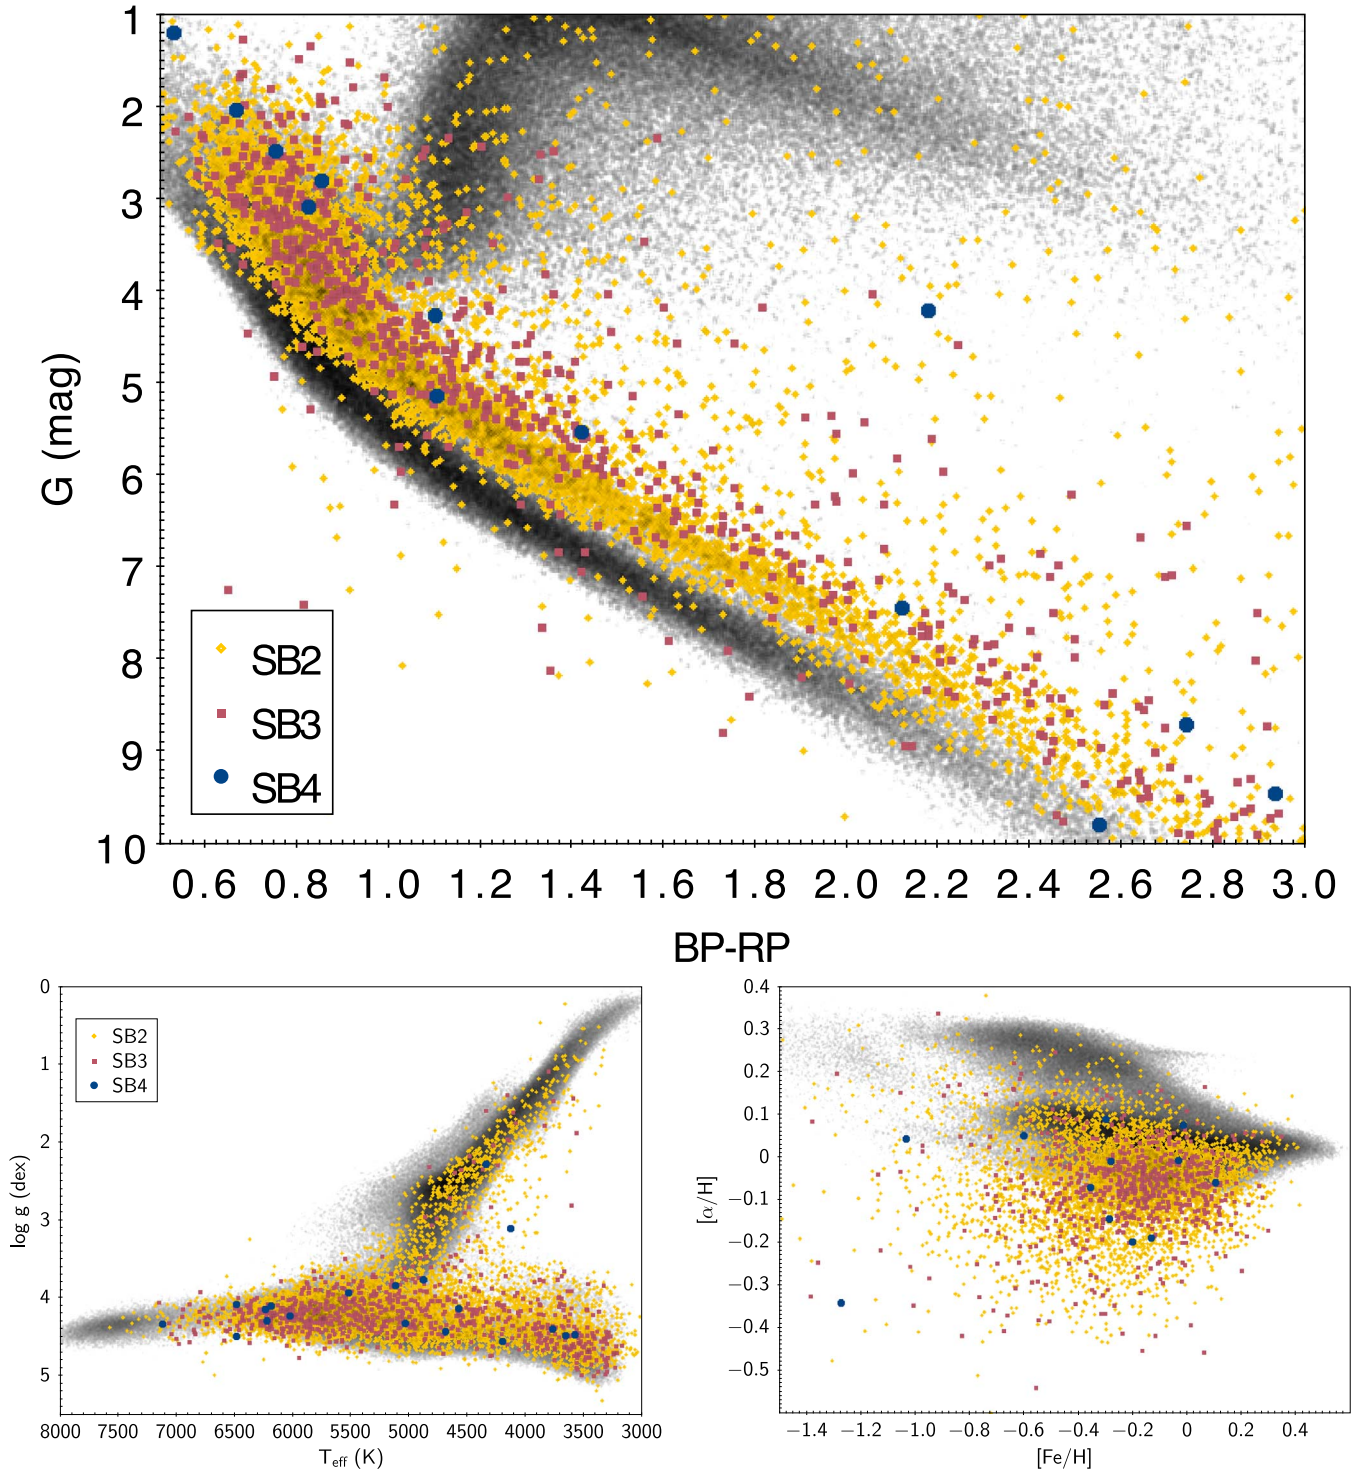 1
2
3
4
5
6
7
8
9
10
G (mag)
SB2
SB3
SB4
0.6 0.8 1.0 1.2 1.4 1.6 1.8 2.0 2.2 2.4 2.6 2.8 3.0
BP-RP
0
1
2
3
4
5
log g (dex)
SB2
SB3
SB4
8000 7500 7000 6500 6000 5500 5000 4500 4000 3500 3000
Teff (K)
0.4
0.3
0.2
0.1
0
−0.1
−0.2
−0.3
−0.4
−0.5
[α/H]
−1.4 −1.2 −1.0 −0.8 −0.6 −0.4 −0.2 0 0.2 0.4
[Fe/H]